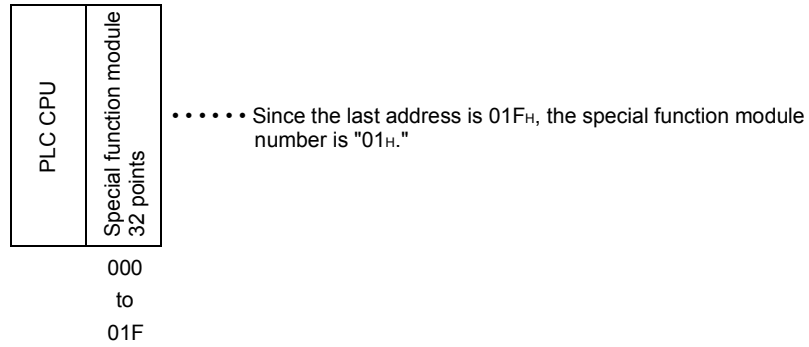 PLC CPU
Special function module
32 points
• • • • • • Since the last address is 01FH, the special function module
number is "01H."
000
to
01F